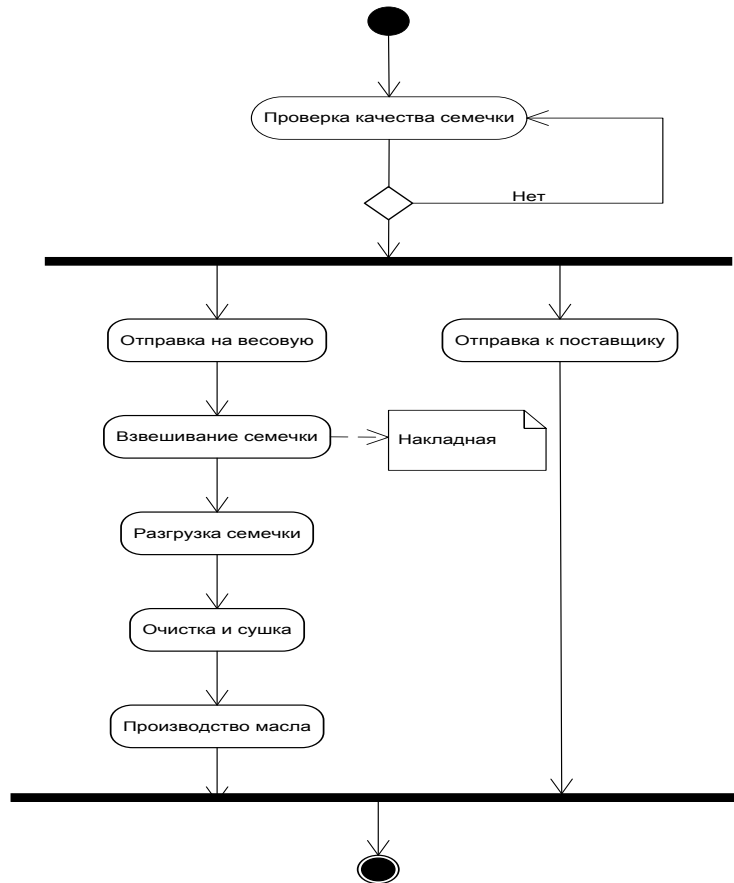 Проверка качества семечки
Нет
Отправка на весовую
Отправка к поставщику
Взвешивание семечки
Накладная
Разгрузка семечки
Очистка и сушка
Производство масла